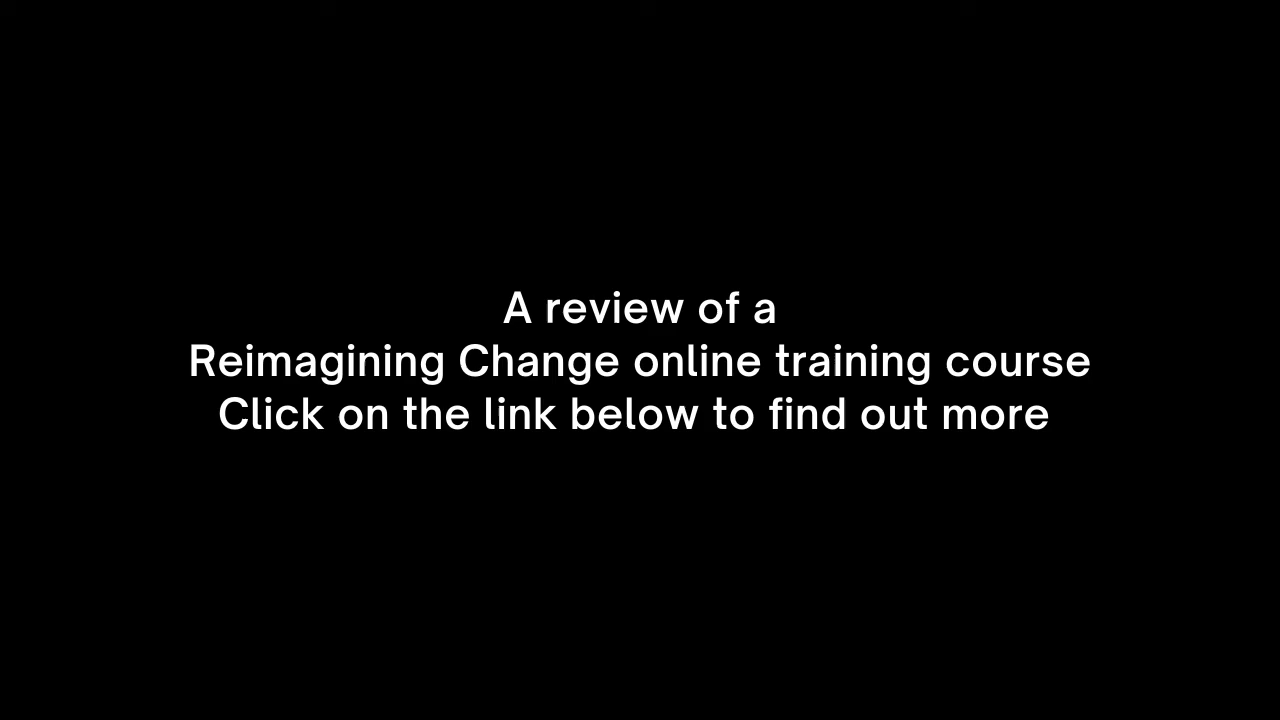 A review of a
Reimagining Change online training course
Click on the link below to find out more